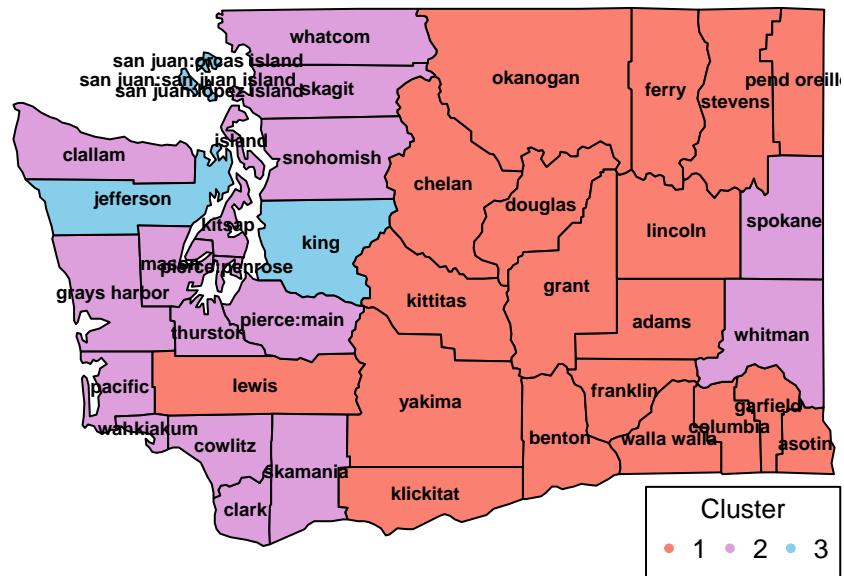 whatcom
san juan:orcas island
okanogan
ferry
pend oreille
san juan:san juan island
san juan:lopez island
skagit
stevens
island
clallam
snohomish
chelan
jefferson
douglas
kitsap
king
lincoln
spokane
mason
pierce:penrose
grays harbor
kittitas
grant
thurston
pierce:main
adams
whitman
pacific
lewis
yakima
franklin
garfield
wahkiakum
cowlitz
benton
walla walla
columbia
asotin
skamania
klickitat
clark
Cluster
1 2 3